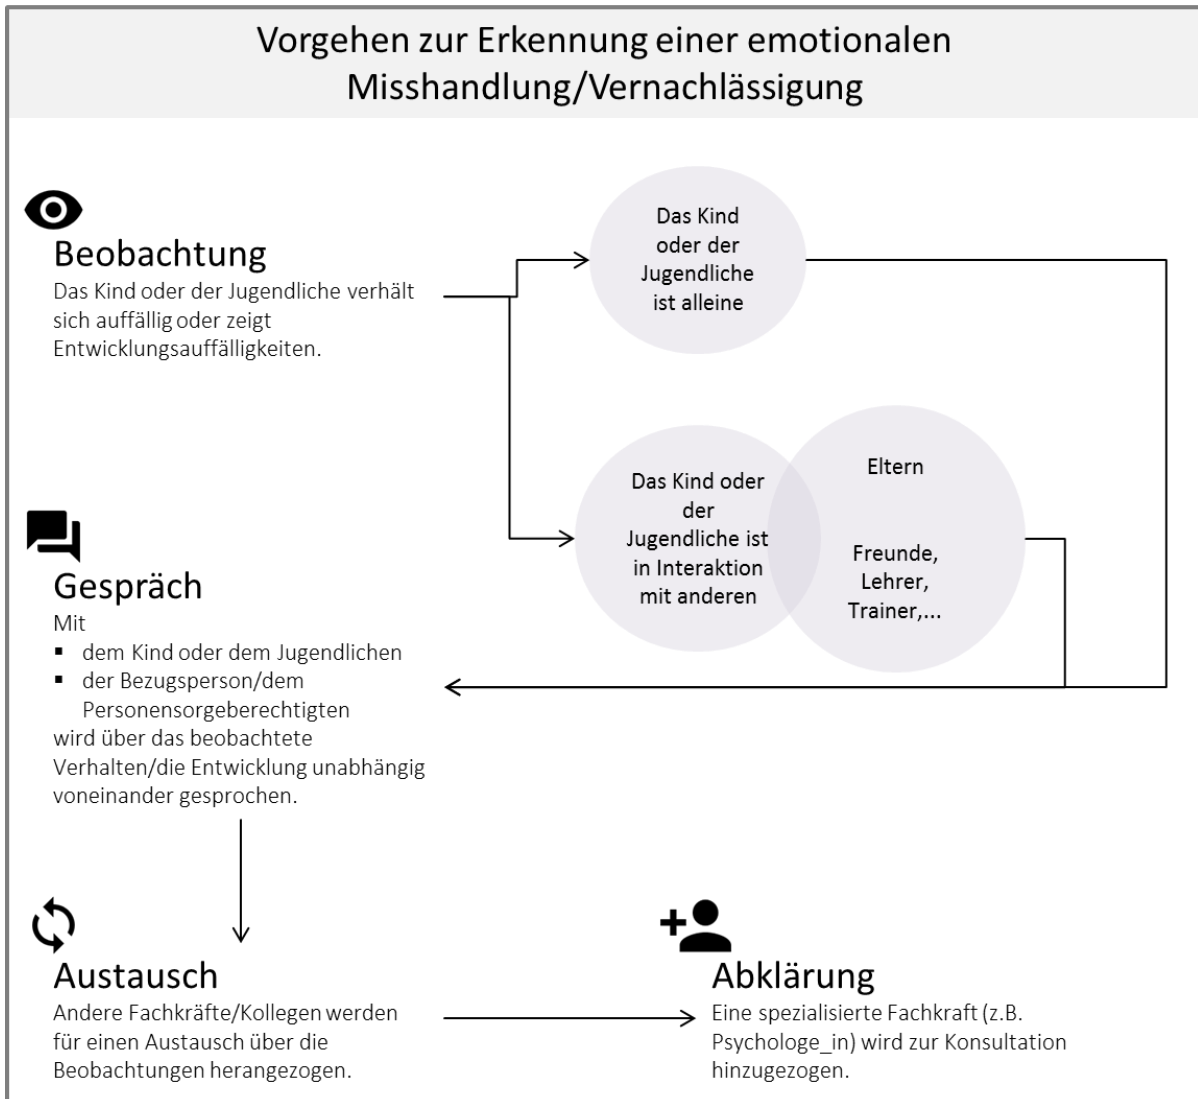 Vorgehen zur Erkennung einer emotionalen
Misshandlung/Vernachlässigung
Beobachtung
Das Kind oder der Jugendliche verhält
sich auffällig oder zeigt
Entwicklungsauffälligkeiten.
Das Kind
oder der
Jugendliche
ist alleine
Das Kind oder
der
Jugendliche ist
in Interaktion
mit anderen
Eltern
Freunde,
Lehrer,
Trainer,...
Gespräch
Mit
▪ dem Kind oder dem Jugendlichen
▪ der Bezugsperson/dem
Personensorgeberechtigten
wird über das beobachtete
Verhalten/die Entwicklung unabhängig
voneinander gesprochen.
Austausch
Andere Fachkräfte/Kollegen werden
für einen Austausch über die
Beobachtungen herangezogen.
Abklärung
Eine spezialisierte Fachkraft (z.B.
Psychologe_in) wird zur Konsultation
hinzugezogen.